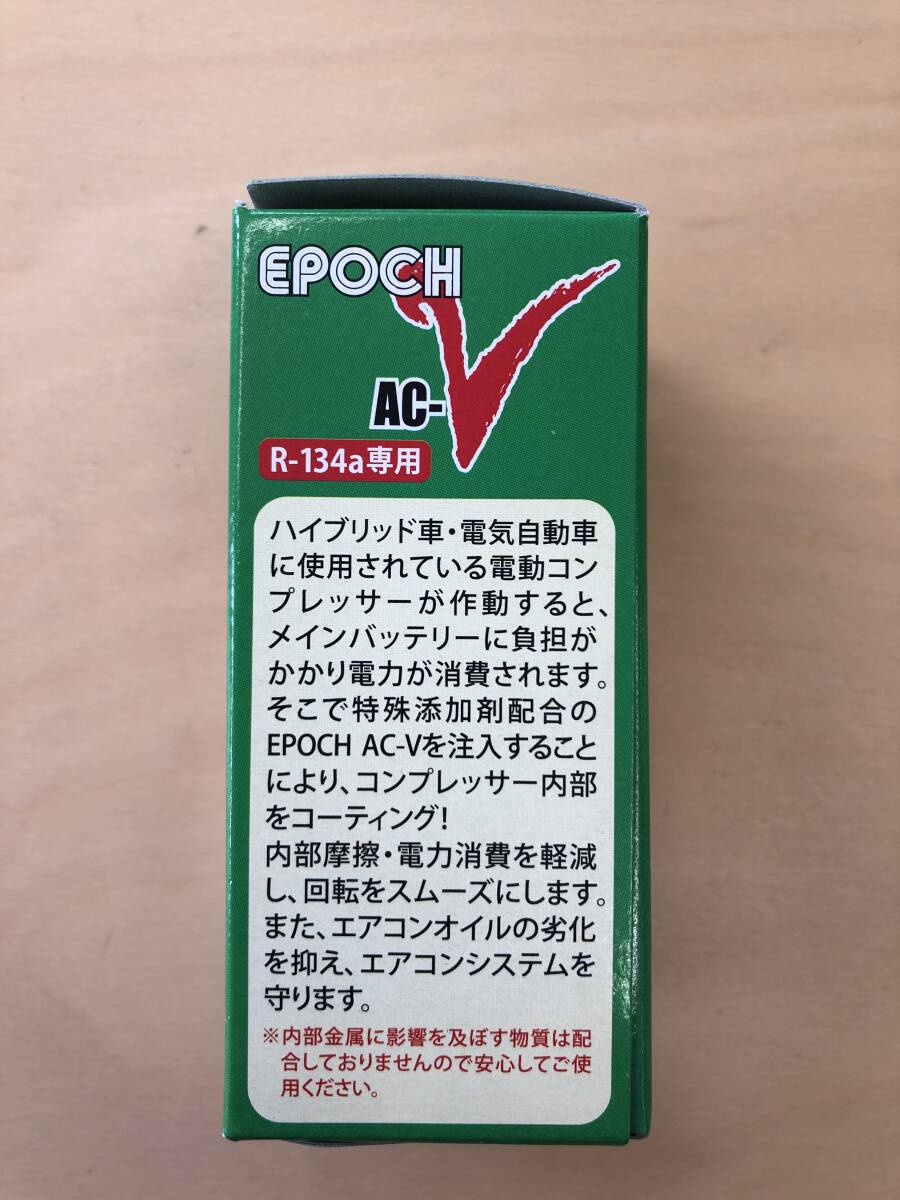 EPOCH
AC-V
R-134a専用
ハイブリッド車・電気自動車
に使用されている電動コン
プレッサーが作動すると、
メインバッテリーに負担が
かかり電力が消費されます。
そこで特殊添加剤配合の
EPOCH AC-Vを注入すること
により、コンプレッサー内部
をコーティング!
内部摩擦・電力消費を軽減
し、回転をスムーズにします。
また、エアコンオイルの劣化
を抑え、エアコンシステムを
守ります。
※内部金属に影響を及ぼす物質は配
合しておりませんので安心してご使
用ください。